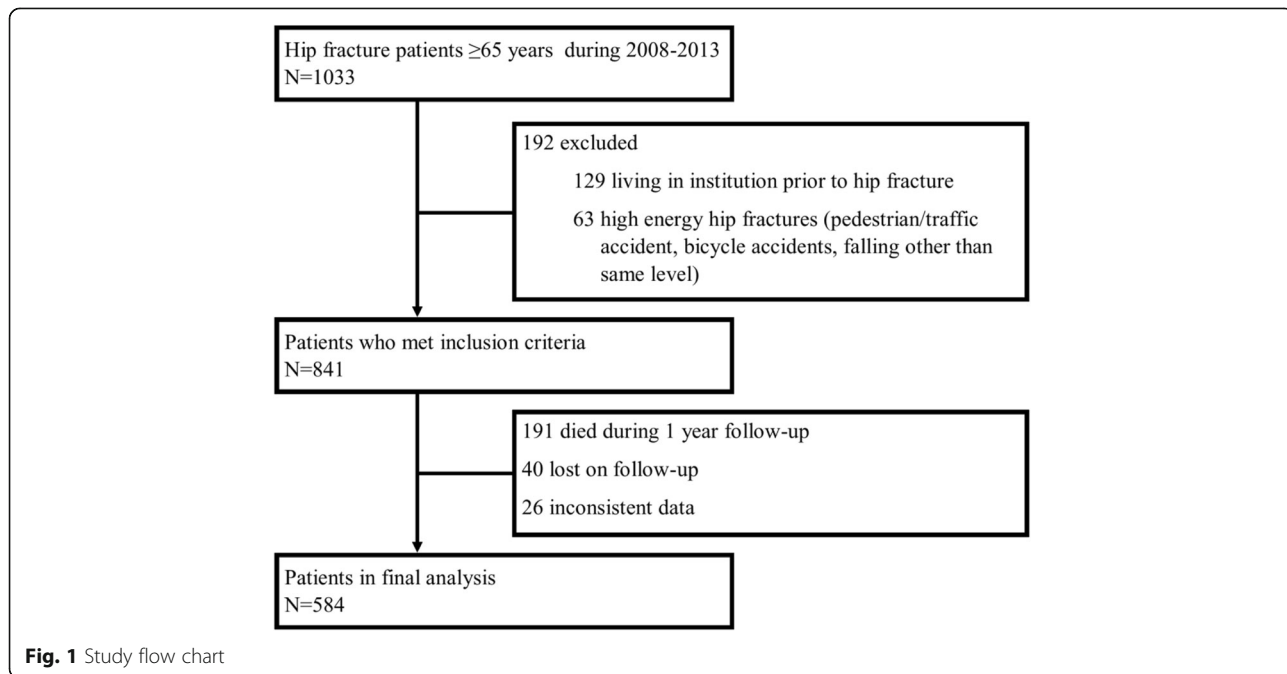 Hip fracture patients ≥65 years during 2008-2013
N=1033
192 excluded
129 living in institution prior to hip fracture
63 high energy hip fractures (pedestrian/traffic
accident, bicycle accidents, falling other than
same level)
Patients who met inclusion criteria
N=841
191 died during 1 year follow-up
40 lost on follow-up
26 inconsistent data
Patients in final analysis
N=584
Fig. 1 Study flow chart